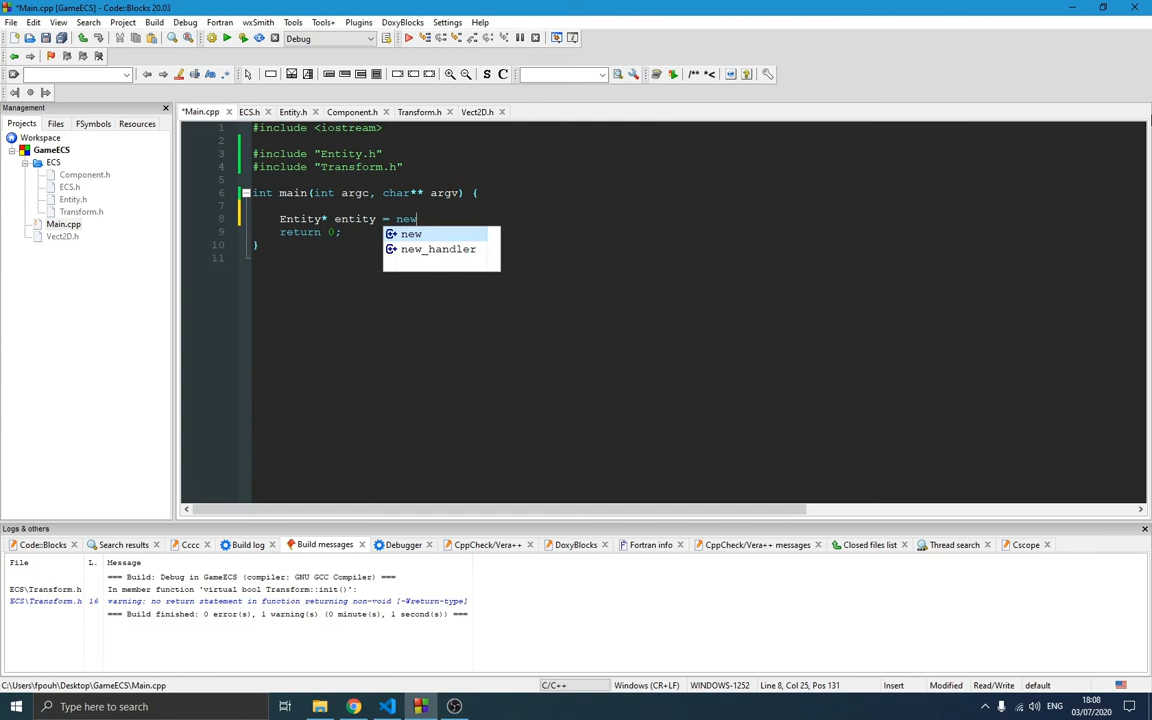 *Main.cpp [GameECS] - Code::Blocks 20.03
File Edit View Search Project Build Debug Fortran wxSmith Tools Tools+ Plugins DoxyBlocks Settings Help
Debug
Management
Projects Files FSymbols Resources
*Main.cpp ECS.h Entity.h Component.h Transform.h Vect2D.h
Workspace
GameECS
ECS
Component.h
ECS.h
Entity.h
Transform.h
Main.cpp
Vect2D.h
1 #include <iostream>
2
3 #include "Entity.h"
4 #include "Transform.h"
5
6 int main(int argc, char** argv) {
7
8 Entity* entity = new
9 return 0;
10 }
11
new
new_handler
Logs & others
Code::Blocks Search results Cccc Build log Build messages Debugger CppCheck/Vera++ DoxyBlocks Fortran info CppCheck/Vera++ messages Closed files list Thread search Cscope
File L. Message
=== Build: Debug in GameECS (compiler: GNU GCC Compiler) ===
ECS\Transform.h In member function 'virtual bool Transform::init()':
ECS\Transform.h 16 warning: no return statement in function returning non-void [-Wreturn-type]
=== Build finished: 0 error(s), 1 warning(s) (0 minute(s), 1 second(s)) ===
C:\Users\fpouh\Desktop\GameECS\Main.cpp C/C++ Windows (CR+LF) WINDOWS-1252 Line 8, Col 25, Pos 131 Insert Modified Read/Write default
Type here to search
ENG
18:08
03/07/2020